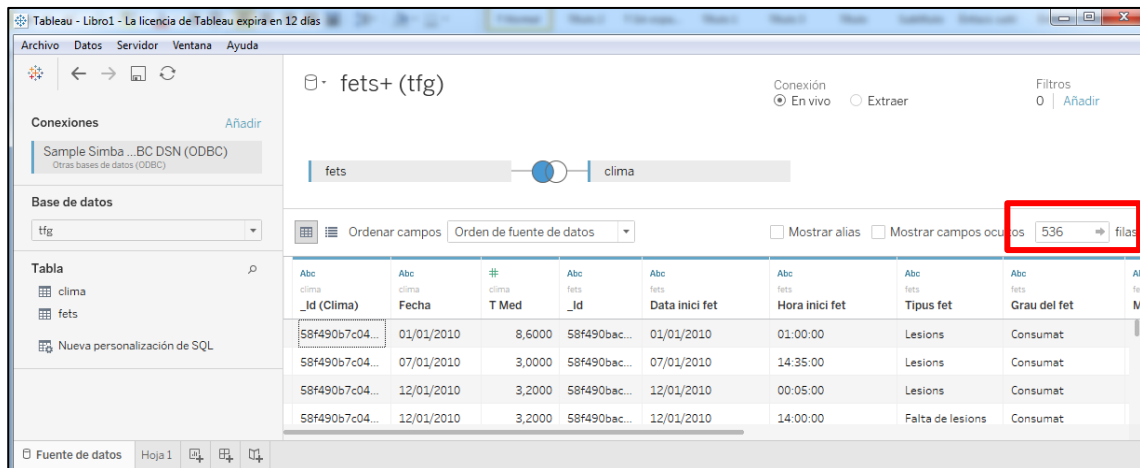 Tableau - Libro1 - La licencia de Tableau expira en 12 días
Archivo Datos Servidor Ventana Ayuda
fets+ (tfg)
Conexión
En vivo Extraer
Filtros
0 Añadir
Conexiones Añadir
Sample Simba ...BC DSN (ODBC)
Otras bases de datos (ODBC)
fets clima
Base de datos
tfg
Ordenar campos Orden de fuente de datos Mostrar alias Mostrar campos ocultos 536 filas
Tabla
clima
fets
Nueva personalización de SQL
Abc Abc # Abc Abc Abc Abc Abc
clima clima clima fets fets fets fets fets
_Id (Clima) Fecha T Med _Id Data inici fet Hora inici fet Tipus fet Grau del fet
58f490b7c04... 01/01/2010 8,6000 58f490bac... 01/01/2010 01:00:00 Lesions Consumat
58f490b7c04... 07/01/2010 3,0000 58f490bac... 07/01/2010 14:35:00 Lesions Consumat
58f490b7c04... 12/01/2010 3,2000 58f490bac... 12/01/2010 00:05:00 Lesions Consumat
58f490b7c04... 12/01/2010 3,2000 58f490bac... 12/01/2010 14:00:00 Falta de lesions Consumat
Fuente de datos Hoja 1